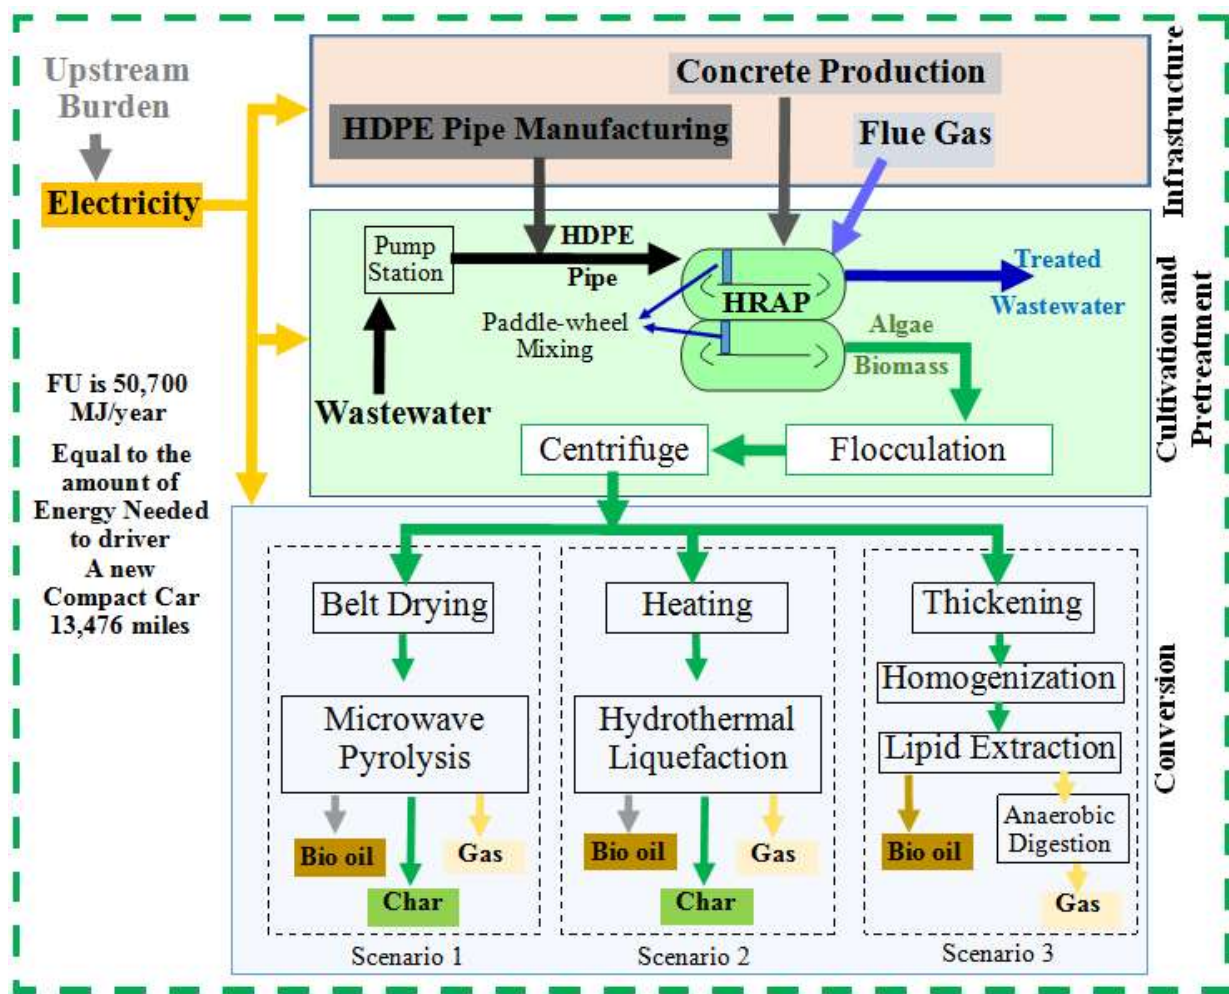 Upstream
Burden
Electricity
FU is 50,700
MJ/year
Equal to the
amount of
Energy Needed
to driver
A new
Compact Car
13,476 miles
Concrete Production
HDPE Pipe Manufacturing
Flue Gas
Infrastructure
Pump
Station
HDPE
Pipe
HRAP
Treated
Wastewater
Paddle-wheel
Mixing
Algae
Biomass
Wastewater
Centrifuge
Flocculation
Cultivation and
Pretreatment
Belt Drying
Microwave
Pyrolysis
Bio oil
Gas
Char
Scenario 1
Heating
Hydrothermal
Liquefaction
Bio oil
Gas
Char
Scenario 2
Thickening
Homogenization
Lipid Extraction
Anaerobic
Digestion
Bio oil
Gas
Scenario 3
Conversion